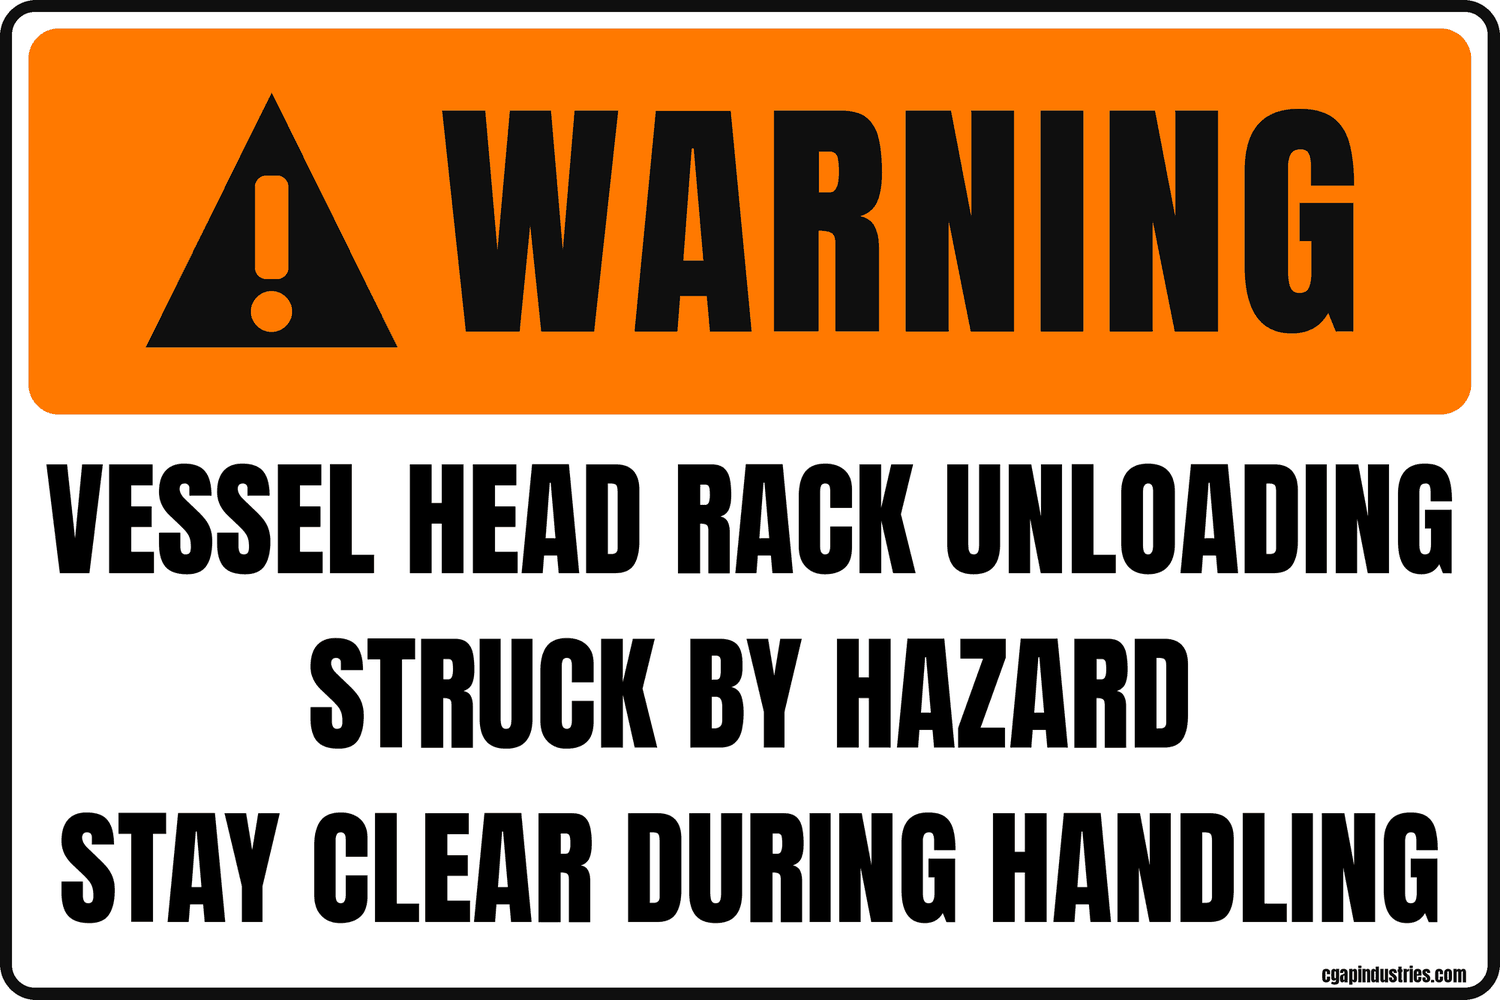 WARNING
VESSEL HEAD RACK UNLOADING
STRUCK BY HAZARD
STAY CLEAR DURING HANDLING
cgapindustries.com